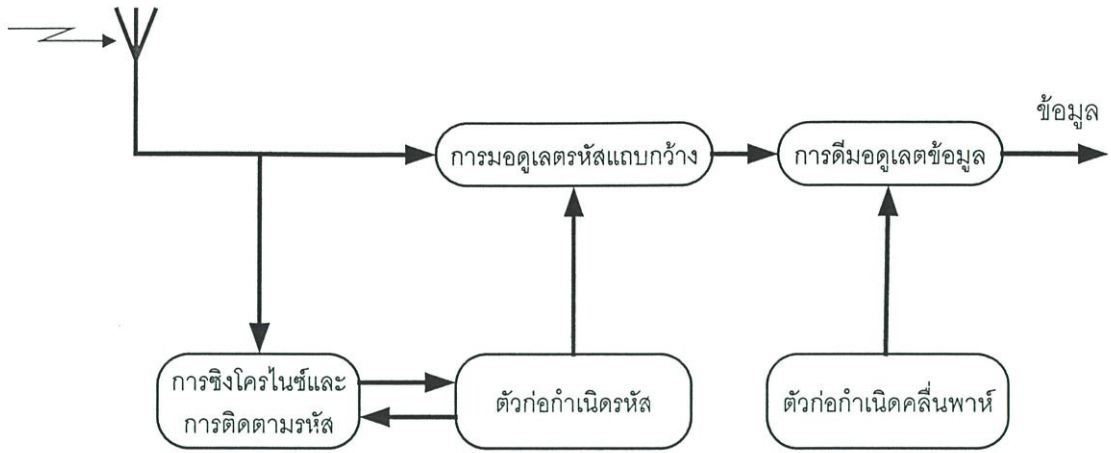 ข้อมูล
การมอดูเลตรหัสแถบกว้าง
การดีมอดูเลตข้อมูล
การซิงโครไนซ์และ
การติดตามรหัส
ตัวก่อกำเนิดรหัส
ตัวก่อกำเนิดคลื่นพาห์